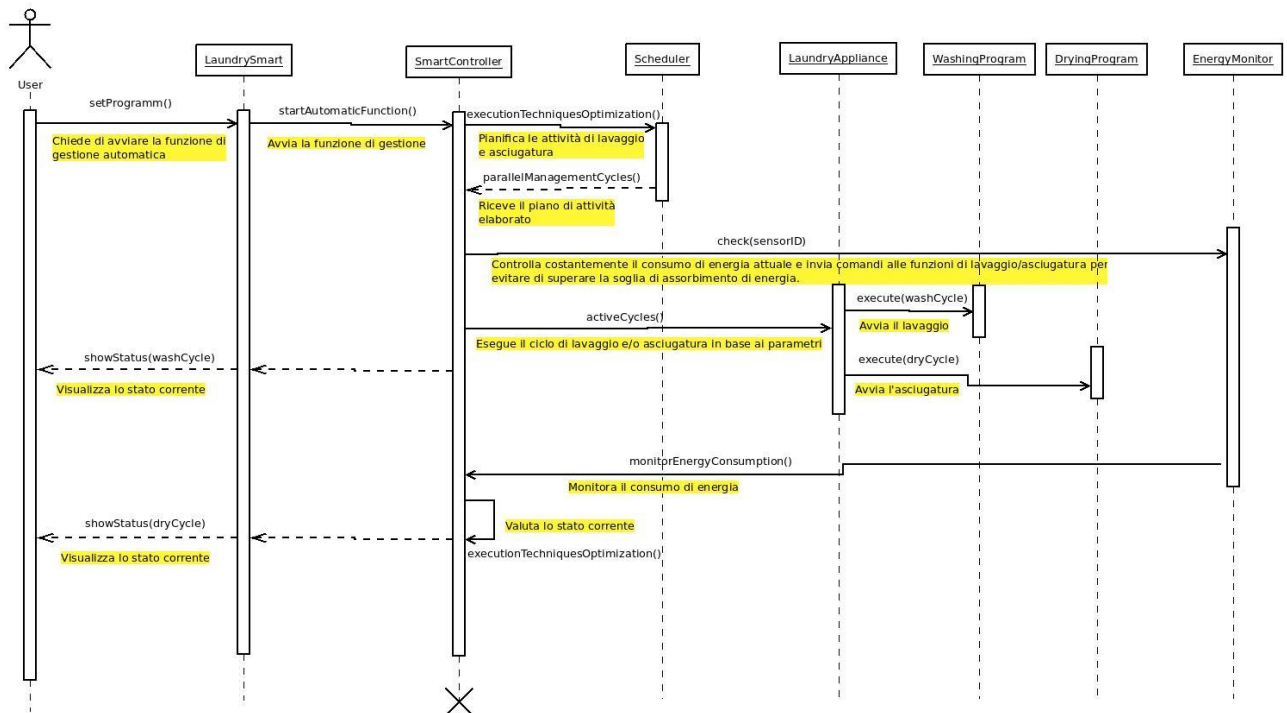 User
LaundrySmart
SmartController
Scheduler
LaundryAppliance
WashingProgram
DryingProgram
EnergyMonitor
setProgramm()
Chiede di avviare la funzione di
gestione automatica
startAutomaticFunction()
Avvia la funzione di gestione
executionTechniquesOptimization()
Pianifica le attività di lavaggio
e asciugatura
parallelManagementCycles()
Riceve il piano di attività
elaborato
check(sensorID)
Controlla costantemente il consumo di energia attuale e invia comandi alle funzioni di lavaggio/asciugatura per
evitare di superare la soglia di assorbimento di energia.
activeCycles()
Esegue il ciclo di lavaggio e/o asciugatura in base ai parametri
execute(washCycle)
Avvia il lavaggio
showStatus(washCycle)
Visualizza lo stato corrente
execute(dryCycle)
Avvia l'asciugatura
monitorEnergyConsumption()
Monitora il consumo di energia
Valuta lo stato corrente
executionTechniquesOptimization()
showStatus(dryCycle)
Visualizza lo stato corrente